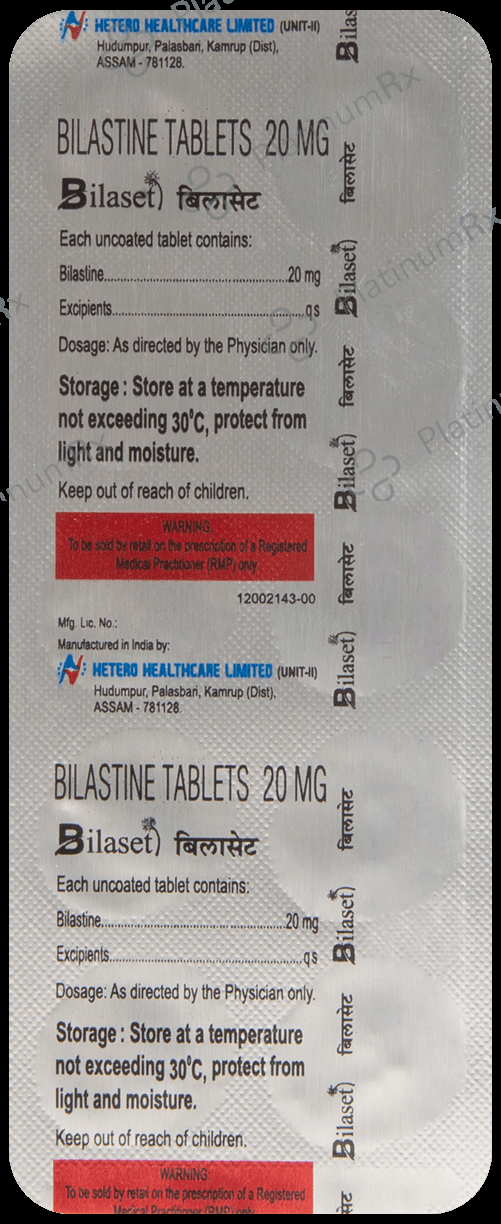 HETERO HEALTHCARE LIMITED (UNIT-II)
Hudumpur, Palasbari, Kamrup (Dist),
ASSAM - 781128.
BILASTINE TABLETS 20 MG
Bilaset बिलासेट
Each uncoated tablet contains:
Bilastine..........................................20 mg
Excipients............................................q s
Dosage: As directed by the Physician only.
Storage : Store at a temperature
not exceeding 30°C, protect from
light and moisture.
Keep out of reach of children.
WARNING:
To be sold by retail on the prescription of a Registered
Medical Practitioner (RMP) only
12002143-00
Mfg. Lic. No.:
Manufactured in India by:
HETERO HEALTHCARE LIMITED (UNIT-II)
Hudumpur, Palasbari, Kamrup (Dist).
ASSAM - 781128.
BILASTINE TABLETS 20 MG
Bilaset बिलासेट
Each uncoated tablet contains:
Bilastine..........................................20 mg
Excipients............................................q s
Dosage: As directed by the Physician only.
Storage : Store at a temperature
not exceeding 30°C, protect from
light and moisture.
Keep out of reach of children.
WARNING:
To be sold by retail on the prescription of a Registered
Medical Practitioner (RMP) only
Bilas
बिलासेट
Bilaset
बिलासेट
Bilaset
बिलासेट
Bilaset
बिलासेट
Bilaset
बिलासेट
Bilaset
सेट
PlatinumRx
PlatinumRx